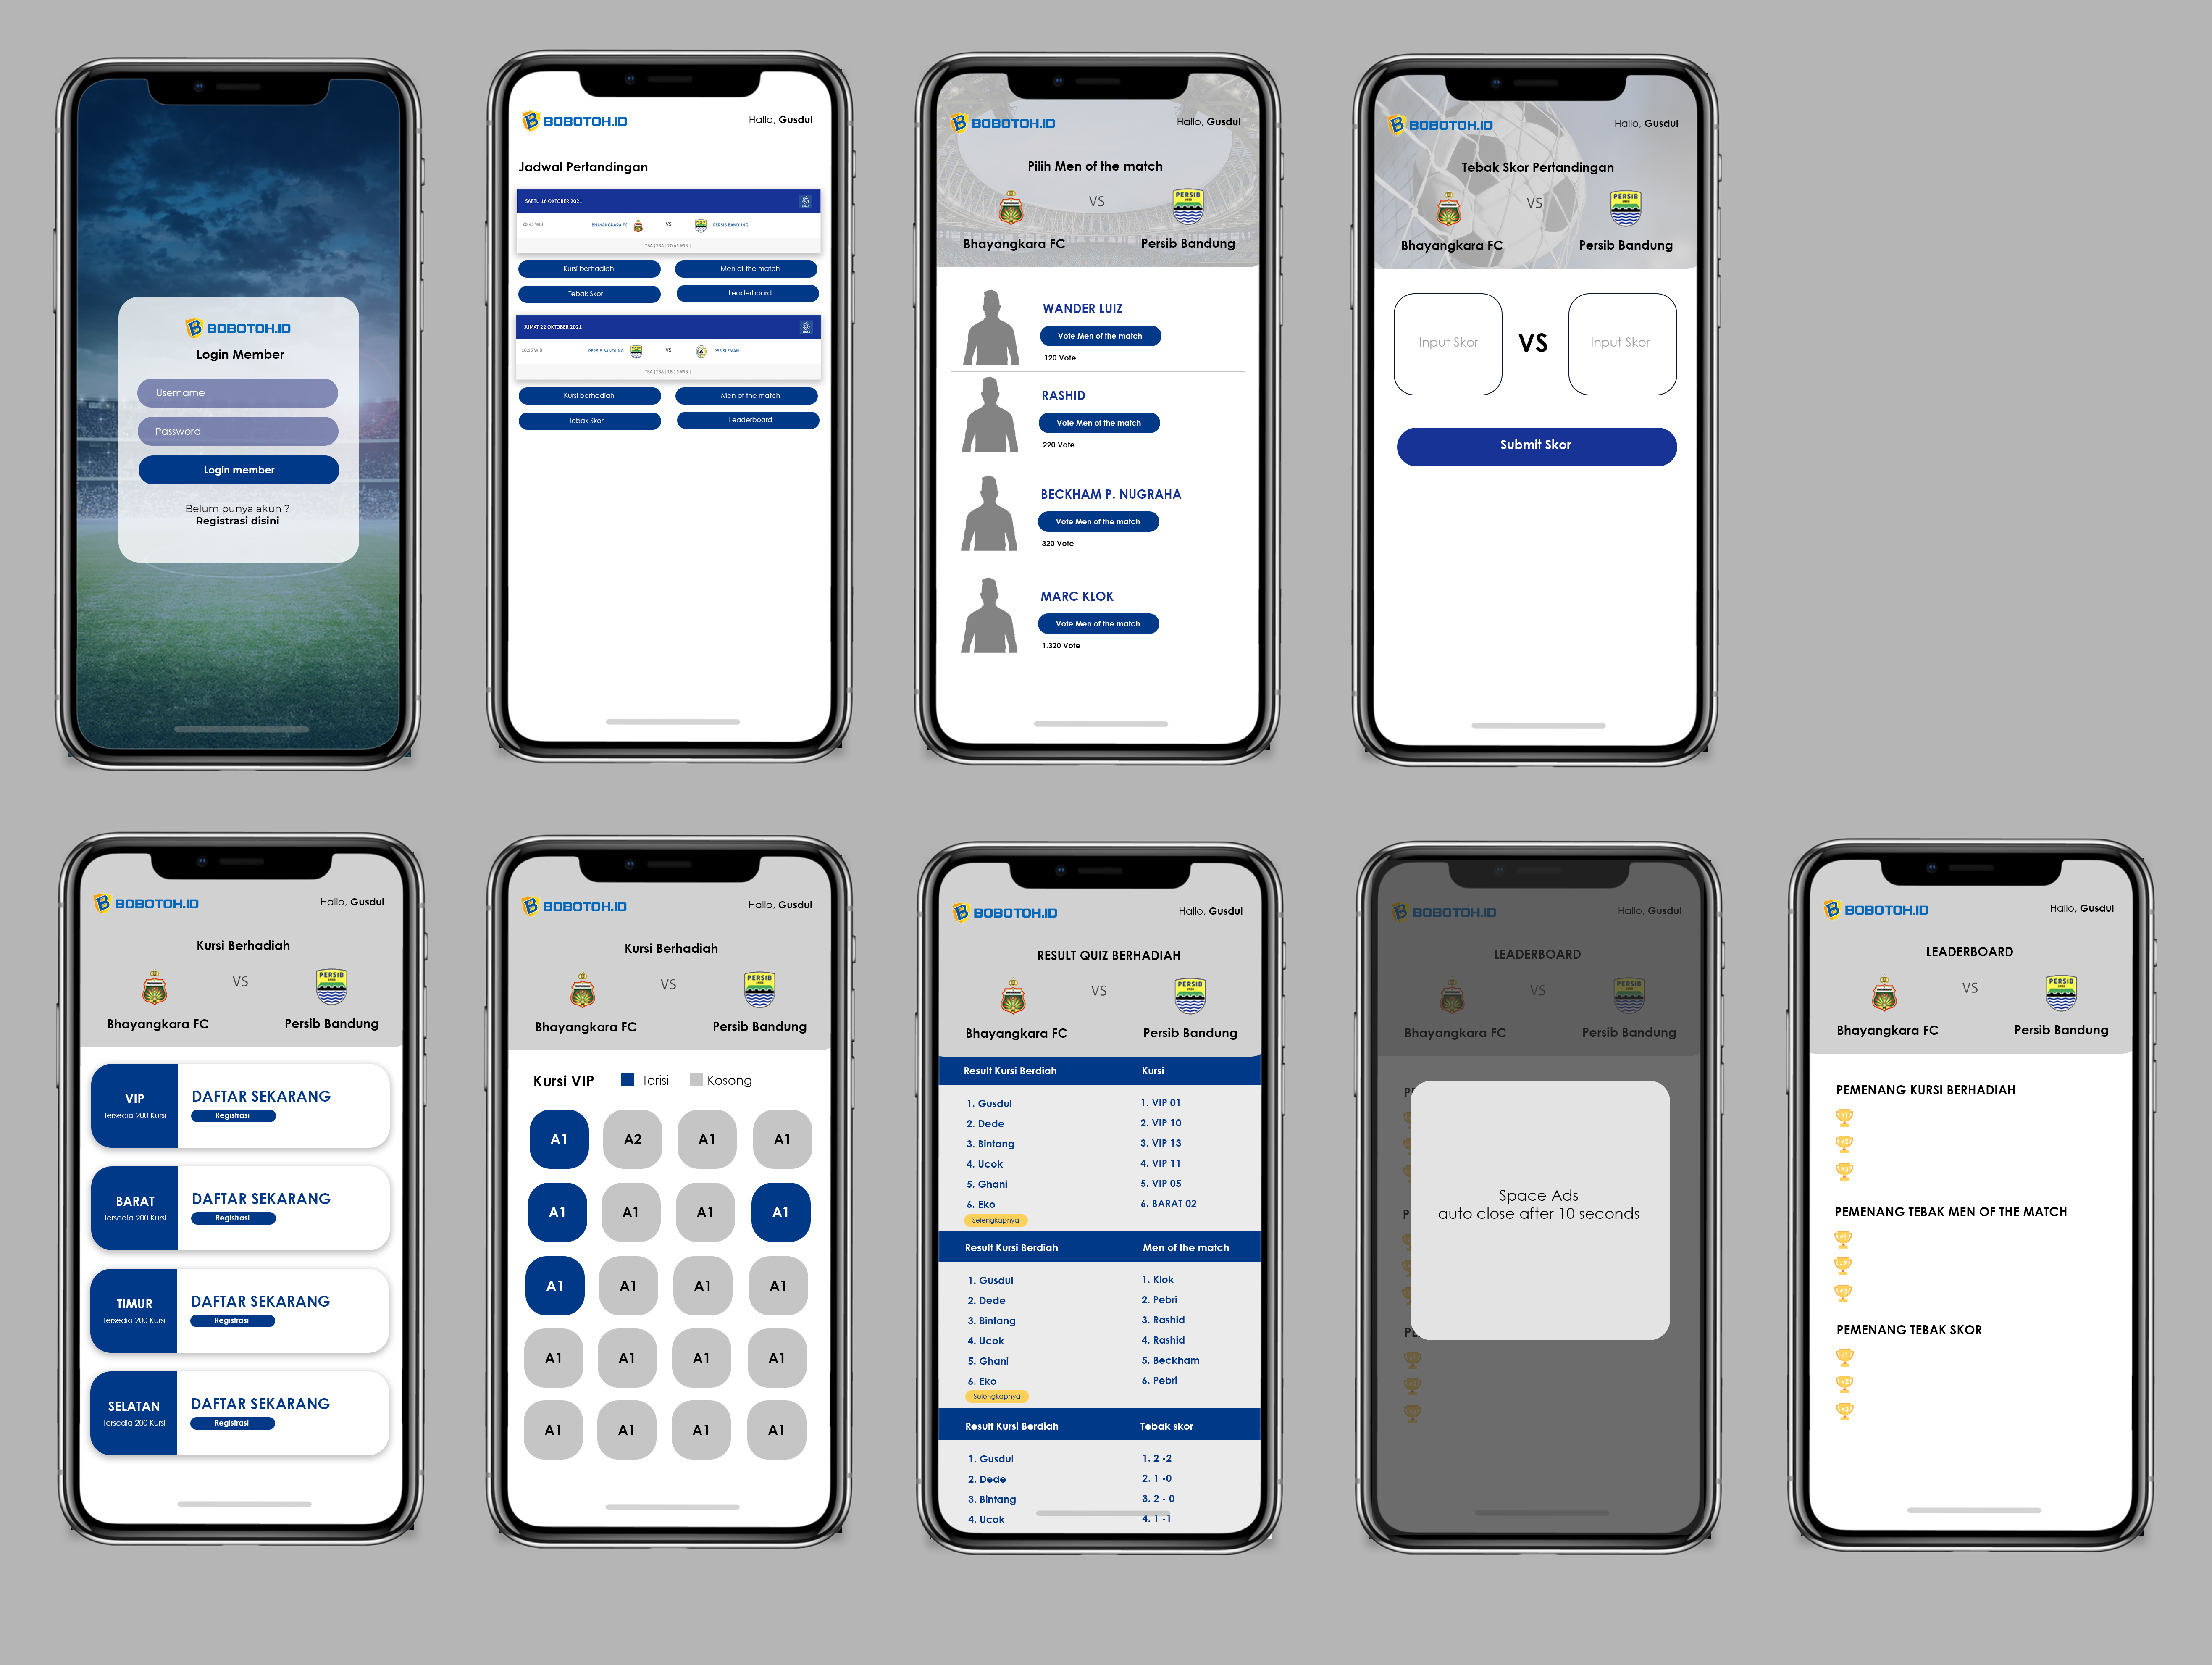 BOBOTOH.ID
Login Member
Username
Password
Login member
Belum punya akun ?
Registrasi disini
BOBOTOH.ID
Hallo, Gusdul
Jadwal Pertandingan
SABTU 16 OKTOBER 2021
20.45 WIB
BHAYANGKARA FC
VS
PERSIB BANDUNG
TBA | TBA | 20.45 WIB |
Kursi berhadiah
Men of the match
Tebak Skor
Leaderboard
JUMAT 22 OKTOBER 2021
18.15 WIB
PERSIB BANDUNG
VS
PSS SLEMAN
TBA | TBA | 18.15 WIB |
Kursi berhadiah
Men of the match
Tebak Skor
Leaderboard
BOBOTOH.ID
Hallo, Gusdul
Pilih Men of the match
VS
PERSIB
Bhayangkara FC
Persib Bandung
WANDER LUIZ
Vote Men of the match
120 Vote
RASHID
Vote Men of the match
220 Vote
BECKHAM P. NUGRAHA
Vote Men of the match
320 Vote
MARC KLOK
Vote Men of the match
1.320 Vote
BOBOTOH.ID
Hallo, Gusdul
Tebak Skor Pertandingan
VS
PERSIB
Bhayangkara FC
Persib Bandung
Input Skor
VS
Input Skor
Submit Skor
BOBOTOH.ID
Hallo, Gusdul
Kursi Berhadiah
VS
PERSIB
Bhayangkara FC
Persib Bandung
VIP
Tersedia 200 Kursi
DAFTAR SEKARANG
Registrasi
BARAT
Tersedia 200 Kursi
DAFTAR SEKARANG
Registrasi
TIMUR
Tersedia 200 Kursi
DAFTAR SEKARANG
Registrasi
SELATAN
Tersedia 200 Kursi
DAFTAR SEKARANG
Registrasi
BOBOTOH.ID
Hallo, Gusdul
Kursi Berhadiah
VS
PERSIB
Bhayangkara FC
Persib Bandung
Kursi VIP
Terisi
Kosong
A1 A2 A1 A1
A1 A1 A1 A1
A1 A1 A1 A1
A1 A1 A1 A1
A1 A1 A1 A1
BOBOTOH.ID
Hallo, Gusdul
RESULT QUIZ BERHADIAH
VS
PERSIB
Bhayangkara FC
Persib Bandung
Result Kursi Berdiah
Kursi
1. Gusdul
1. VIP 01
2. Dede
2. VIP 10
3. Bintang
3. VIP 13
4. Ucok
4. VIP 11
5. Ghani
5. VIP 05
6. Eko
6. BARAT 02
Selengkapnya
Result Kursi Berdiah
Men of the match
1. Gusdul
1. Klok
2. Dede
2. Pebri
3. Bintang
3. Rashid
4. Ucok
4. Rashid
5. Ghani
5. Beckham
6. Eko
6. Pebri
Selengkapnya
Result Kursi Berdiah
Tebak skor
1. Gusdul
1. 2 -2
2. Dede
2. 1 -0
3. Bintang
3. 2 - 0
4. Ucok
4. 1 -1
BOBOTOH.ID
Hallo, Gusdul
LEADERBOARD
VS
PERSIB
Bhayangkara FC
Persib Bandung
Space Ads
auto close after 10 seconds
BOBOTOH.ID
Hallo, Gusdul
LEADERBOARD
VS
PERSIB
Bhayangkara FC
Persib Bandung
PEMENANG KURSI BERHADIAH
PEMENANG TEBAK MEN OF THE MATCH
PEMENANG TEBAK SKOR